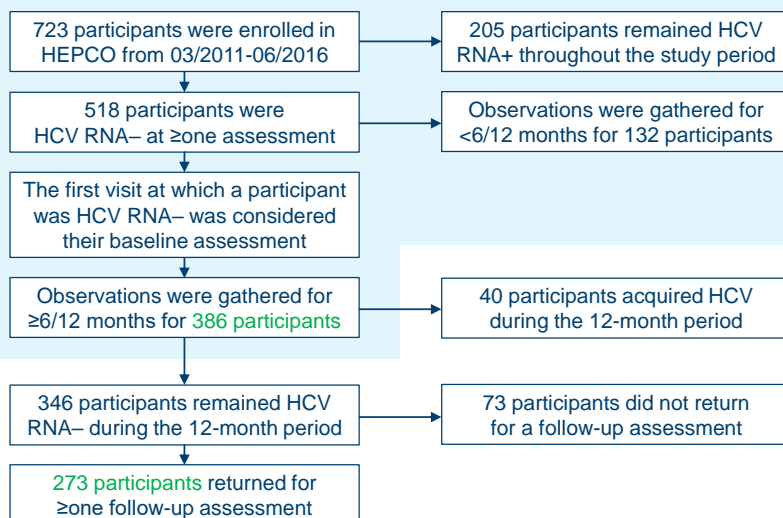 723 participants were enrolled in
HEPCO from 03/2011-06/2016
205 participants remained HCV
RNA+ throughout the study period
518 participants were
HCV RNA– at ≥one assessment
Observations were gathered for
<6/12 months for 132 participants
The first visit at which a participant
was HCV RNA– was considered
their baseline assessment
Observations were gathered for
≥6/12 months for 386 participants
40 participants acquired HCV
during the 12-month period
346 participants remained HCV
RNA– during the 12-month period
73 participants did not return
for a follow-up assessment
273 participants returned for
≥one follow-up assessment